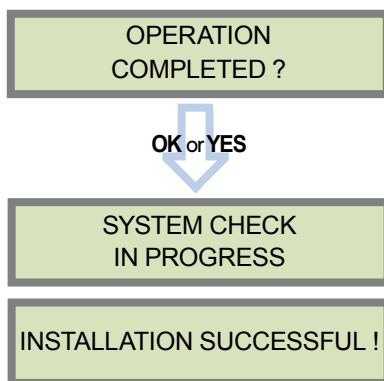 OPERATION
COMPLETED ?
OK or YES
SYSTEM CHECK
IN PROGRESS
INSTALLATION SUCCESSFUL !